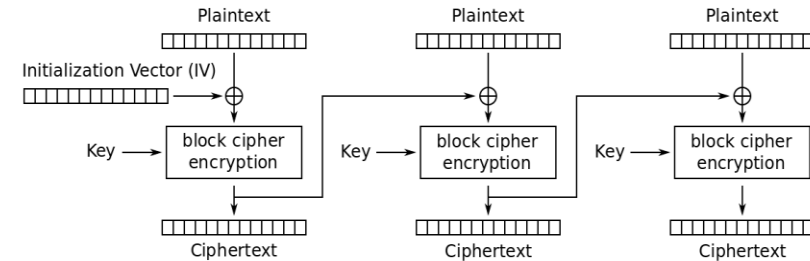 Plaintext
Plaintext
Plaintext
Initialization Vector (IV)
Key
block cipher
encryption
Key
block cipher
encryption
Key
block cipher
encryption
Ciphertext
Ciphertext
Ciphertext